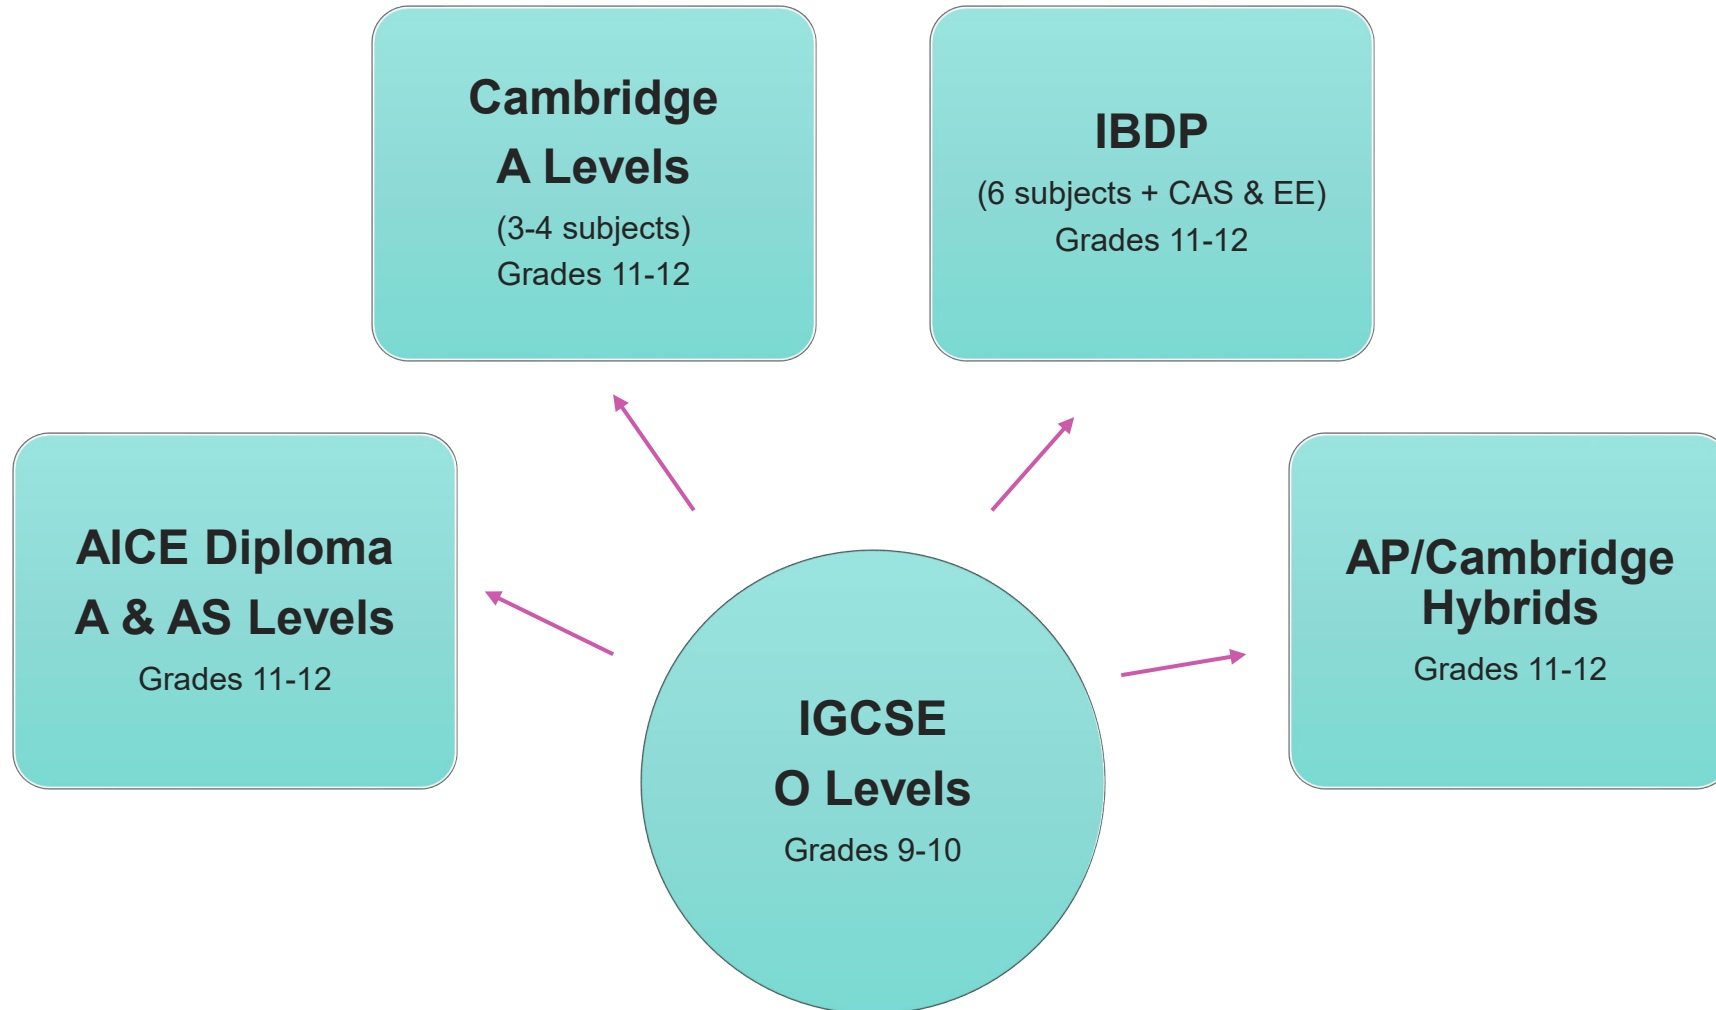 Cambridge
A Levels
(3-4 subjects)
Grades 11-12
IBDP
(6 subjects + CAS & EE)
Grades 11-12
AICE Diploma
A & AS Levels
Grades 11-12
AP/Cambridge
Hybrids
Grades 11-12
IGCSE
O Levels
Grades 9-10